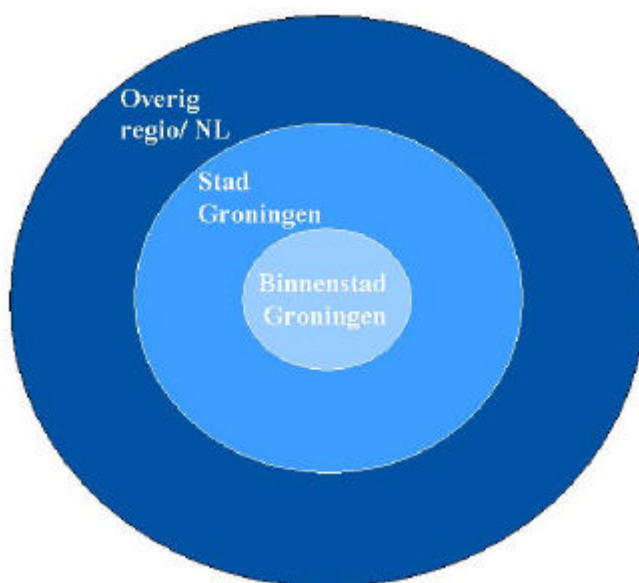 Overig
regio/ NL
Stad
Groningen
Binnenstad
Groningen